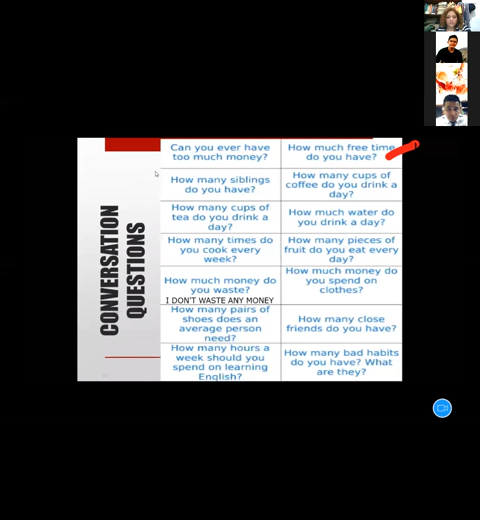 CONVERSATION
QUESTIONS
Can you ever have
too much money?
How much free time
do you have?
How many siblings
do you have?
How many cups of
coffee do you drink a
day?
How many cups of
tea do you drink a
day?
How much water do
you drink a day?
How many times do
you cook every
week?
How many pieces of
fruit do you eat every
day?
How much money do
you waste?
I DON'T WASTE ANY MONEY
How much money do
you spend on
clothes?
How many pairs of
shoes does an
average person
need?
How many close
friends do you have?
How many hours a
week should you
spend on learning
English?
How many bad habits
do you have? What
are they?